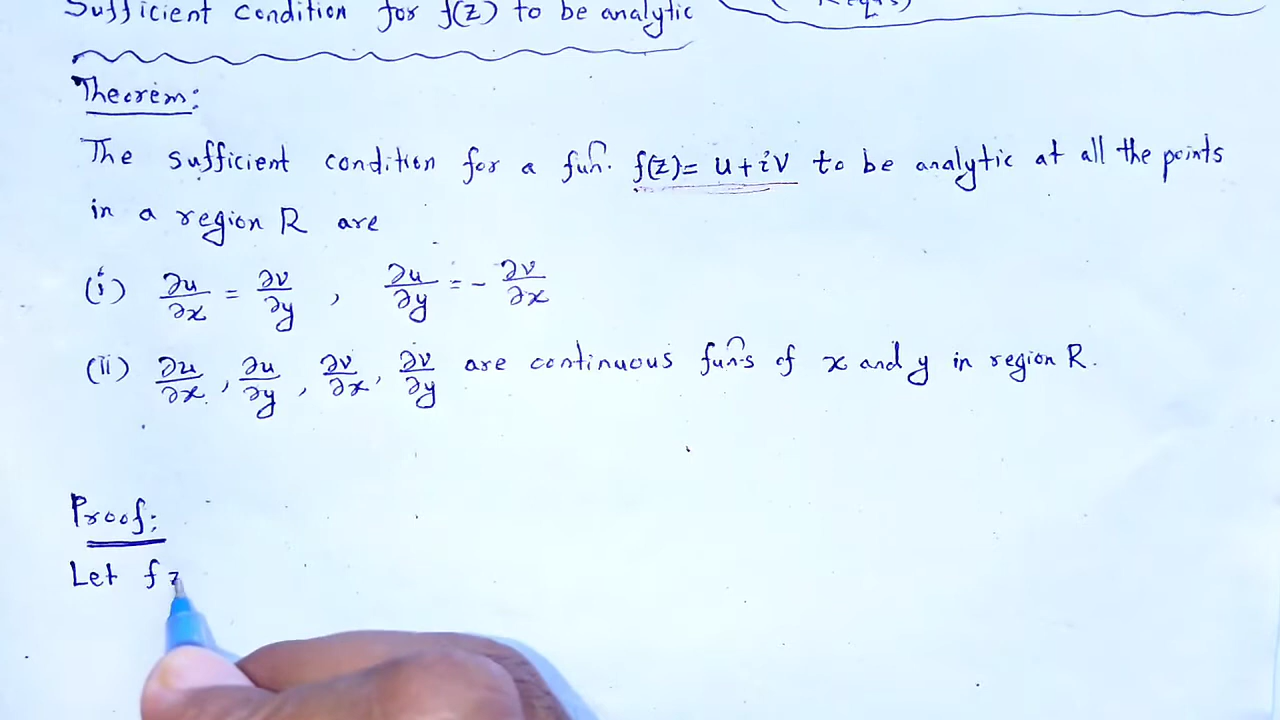 Sufficient condition for f(z) to be analytic
Theorem:
The sufficient condition for a fun. f(z)= u+iv to be analytic at all the points
in a region R are
(i) ∂u/∂x = ∂v/∂y , ∂u/∂y = - ∂v/∂x
(ii) ∂u/∂x , ∂u/∂y , ∂v/∂x , ∂v/∂y are continuous funs of x and y in region R.
Proof:
Let f z